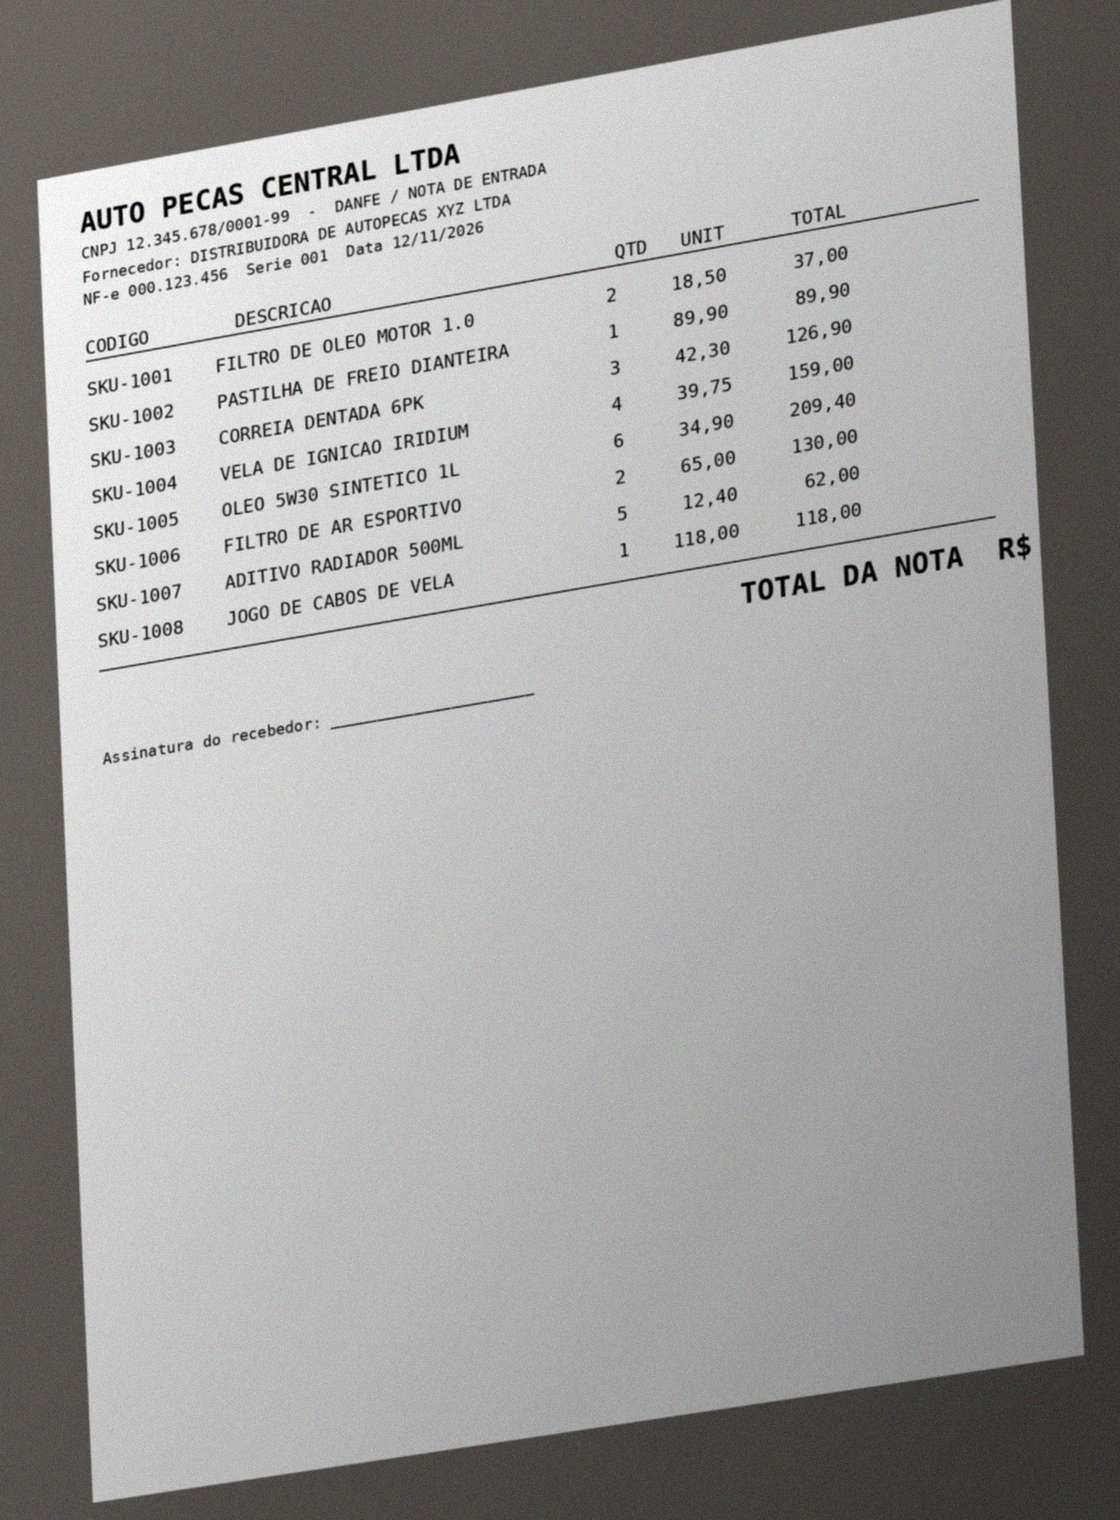 AUTO PECAS CENTRAL LTDA
CNPJ 12.345.678/0001-99 - DANFE / NOTA DE ENTRADA
Fornecedor: DISTRIBUIDORA DE AUTOPECAS XYZ LTDA
NF-e 000.123.456 Serie 001 Data 12/11/2026
CODIGO DESCRICAO QTD UNIT TOTAL
SKU-1001 FILTRO DE OLEO MOTOR 1.0 2 18,50 37,00
SKU-1002 PASTILHA DE FREIO DIANTEIRA 1 89,90 89,90
SKU-1003 CORREIA DENTADA 6PK 3 42,30 126,90
SKU-1004 VELA DE IGNICAO IRIDIUM 4 39,75 159,00
SKU-1005 OLEO 5W30 SINTETICO 1L 6 34,90 209,40
SKU-1006 FILTRO DE AR ESPORTIVO 2 65,00 130,00
SKU-1007 ADITIVO RADIADOR 500ML 5 12,40 62,00
SKU-1008 JOGO DE CABOS DE VELA 1 118,00 118,00
TOTAL DA NOTA R$
Assinatura do recebedor: